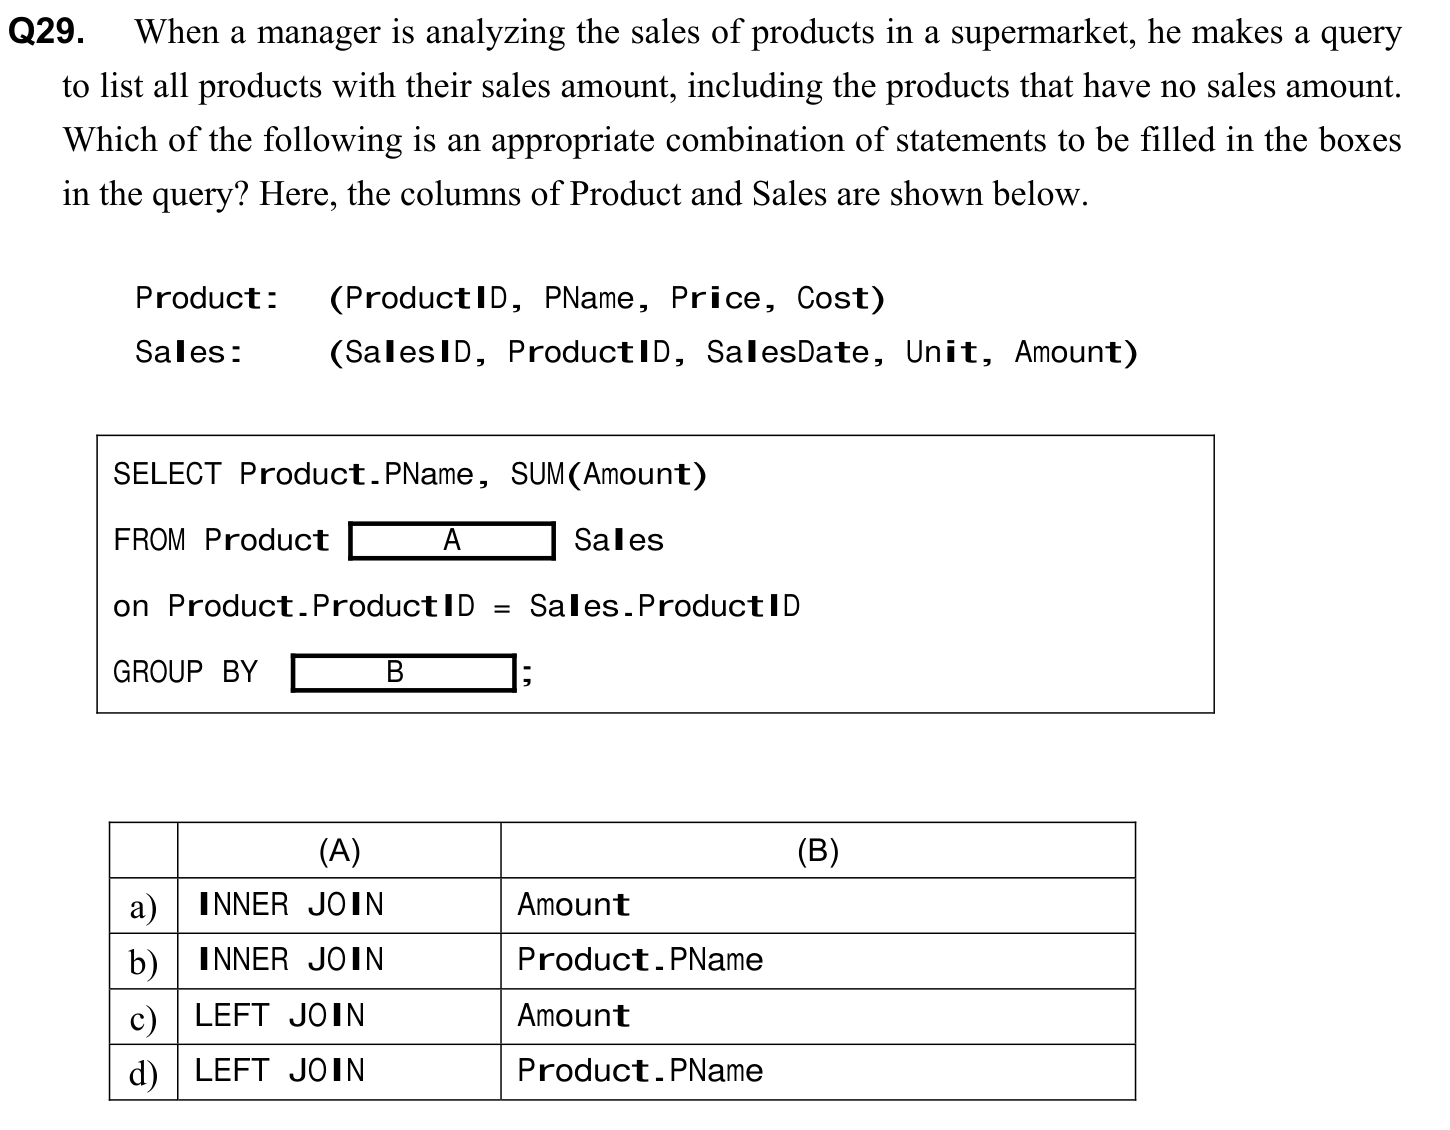 Q29. When a manager is analyzing the sales of products in a supermarket, he makes a query
to list all products with their sales amount, including the products that have no sales amount.
Which of the following is an appropriate combination of statements to be filled in the boxes
in the query? Here, the columns of Product and Sales are shown below.
Product: (ProductID, PName, Price, Cost)
Sales: (SalesID, ProductID, SalesDate, Unit, Amount)
SELECT Product.PName, SUM(Amount)
FROM Product A Sales
on Product.ProductID = Sales.ProductID
GROUP BY B ;
(A) (B)
a) INNER JOIN Amount
b) INNER JOIN Product.PName
c) LEFT JOIN Amount
d) LEFT JOIN Product.PName